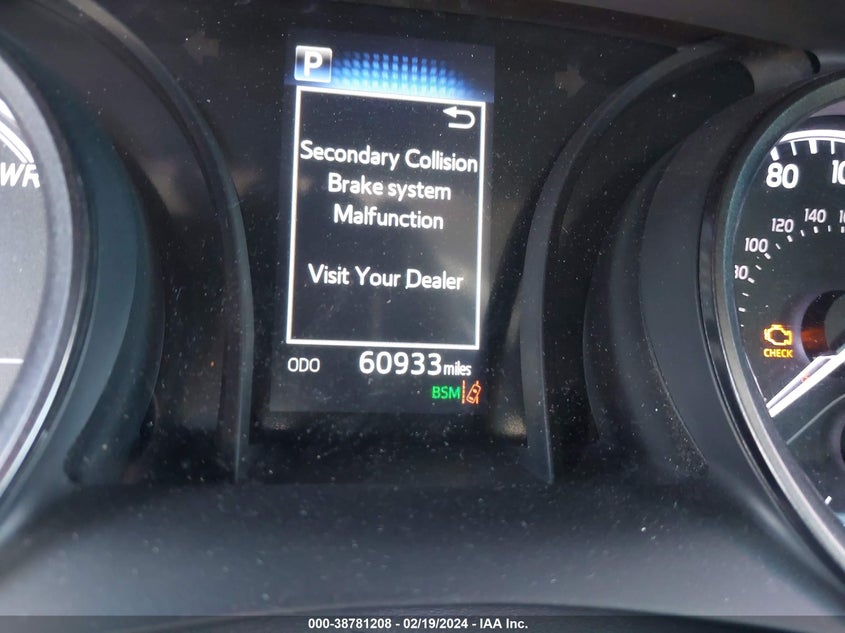 P
Secondary Collision
Brake system
Malfunction
Visit Your Dealer
ODO 60933 miles
BSM
WR
80
100 120 140
CHECK
000-38781208 - 02/19/2024 - IAA Inc.